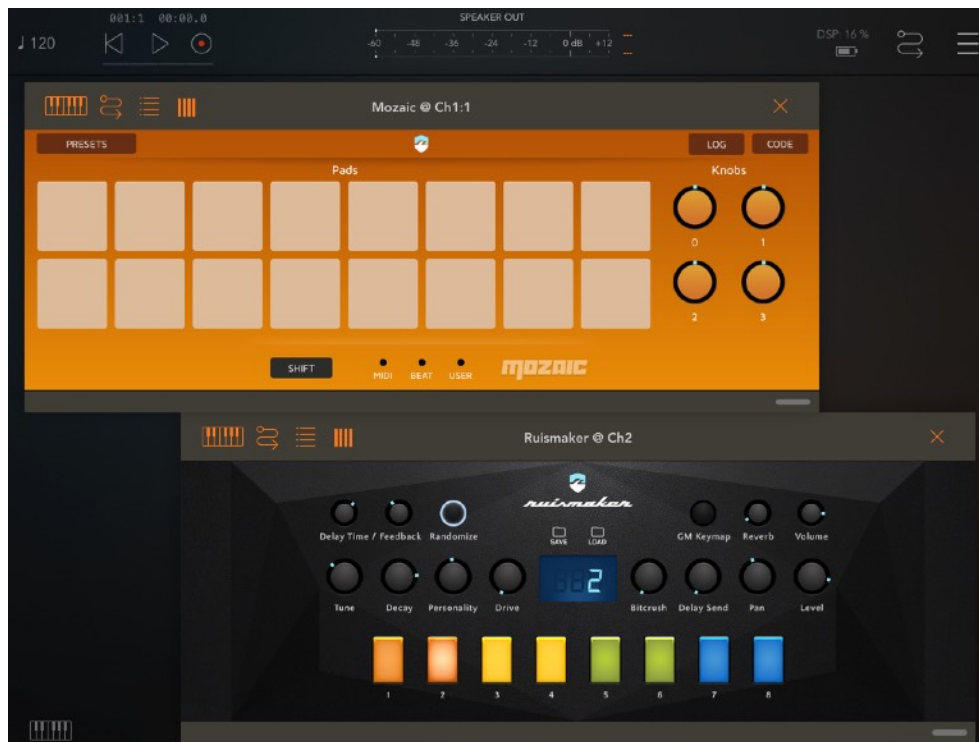 001:1 00:00.0 SPEAKER OUT
♩ 120 -60 -48 -36 -24 -12 0 dB +12 DSP: 16 %
Mozaic @ Ch1:1
PRESETS LOG CODE
Pads Knobs
0 1
2 3
SHIFT MIDI BEAT USER mozaic
Ruismaker @ Ch2
ruismaker
Delay Time / Feedback Randomize SAVE LOAD GM Keymap Reverb Volume
2
Tune Decay Personality Drive Bitcrush Delay Send Pan Level
1 2 3 4 5 6 7 8